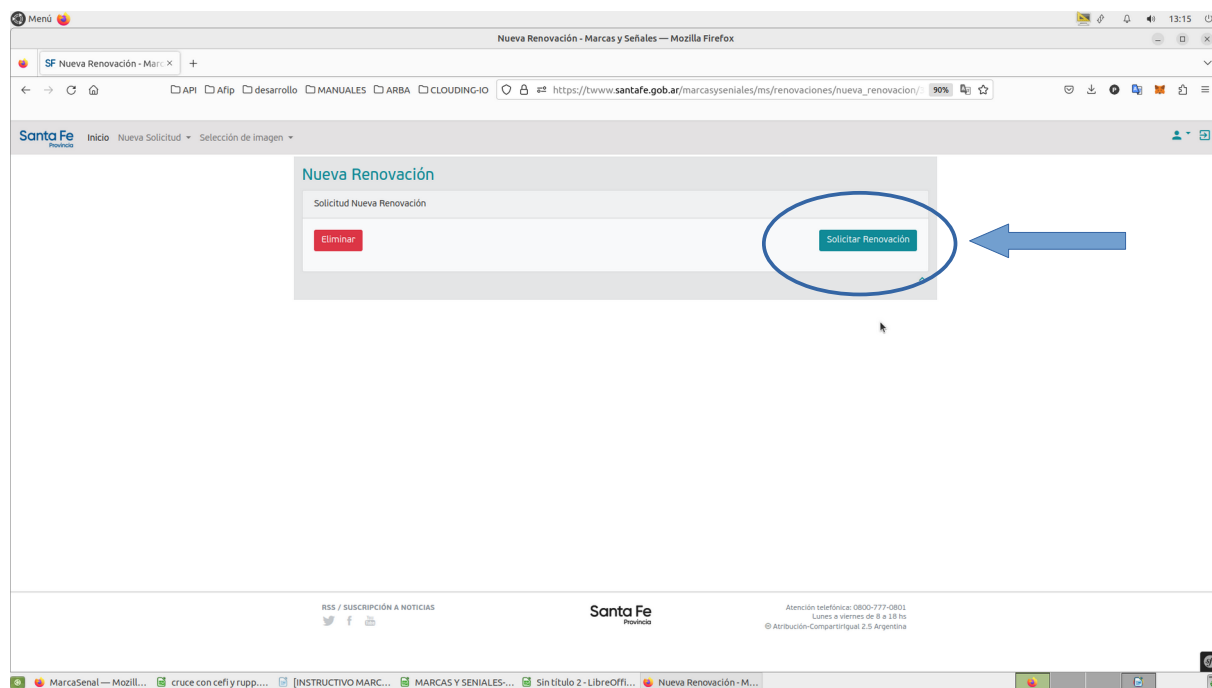 Menú
13:15
Nueva Renovación - Marcas y Señales — Mozilla Firefox
SF Nueva Renovación - Marc
API Afip desarrollo MANUALES ARBA CLOUDING-IO https://twww.santafe.gob.ar/marcasyseniales/ms/renovaciones/nueva_renovacion/ 90%
Santa Fe
Provincia
Inicio Nueva Solicitud Selección de imagen
Nueva Renovación
Solicitud Nueva Renovación
Eliminar
Solicitar Renovación
RSS / SUSCRIPCIÓN A NOTICIAS
Santa Fe
Provincia
Atención telefónica: 0800-777-0801
Lunes a viernes de 8 a 18 hs
Atribución-CompartirIgual 2.5 Argentina
MarcaSenal — Mozill... cruce con cefi y rupp.... [INSTRUCTIVO MARC... MARCAS Y SENIALES-... Sin título 2 - LibreOffi... Nueva Renovación - M...